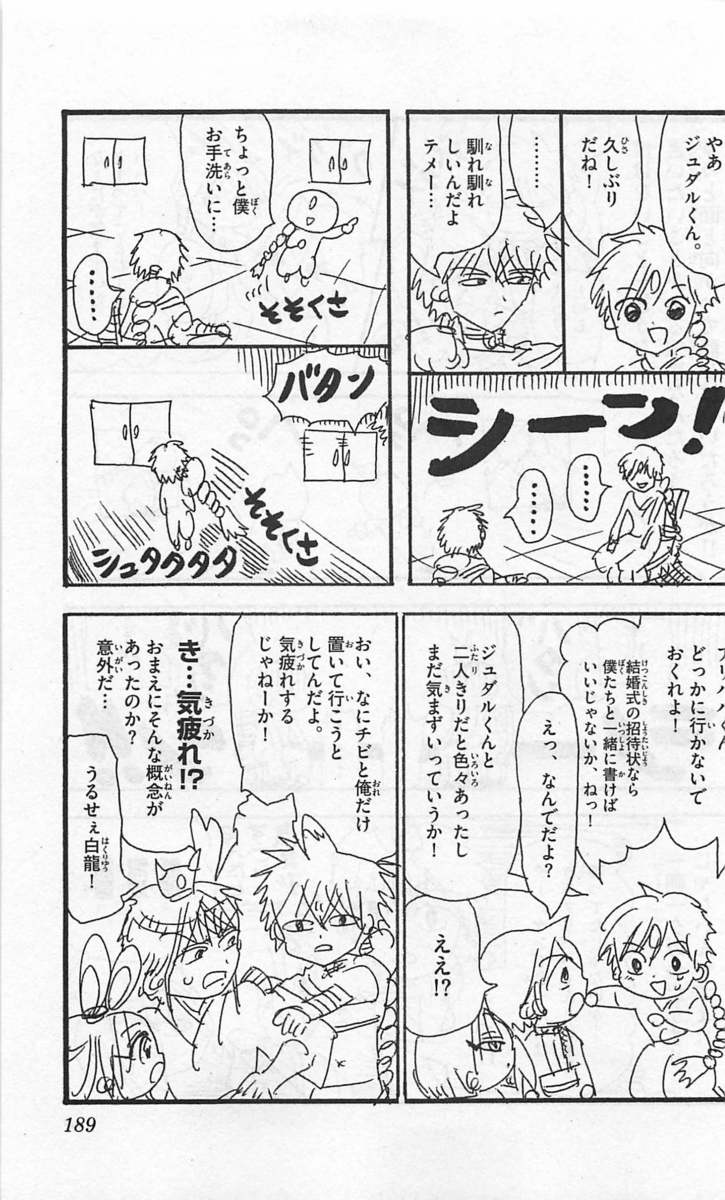 やあ
ジュダルくん。
久しぶり
だね！
………
馴れ馴れ
しいんだよ
テメー…
シーン！
……
……
ちょっと僕
お手洗いに…
そそくさ
……
バタン
そそくさ
シュタタタタ
どっかに行かないで
おくれよ！
結婚式の招待状なら
僕たちと一緒に書けば
いいじゃないか、ねっ！
えっ、なんでだよ？
ジュダルくんと
二人きりだと色々あったし
まだ気まずいっていうか！
ええ!?
おい、なにチビと俺だけ
置いて行こうと
してんだよ。
気疲れする
じゃねーか！
き…気疲れ!?
おまえにそんな概念が
あったのか？
意外だ…
うるせぇ白龍！
189